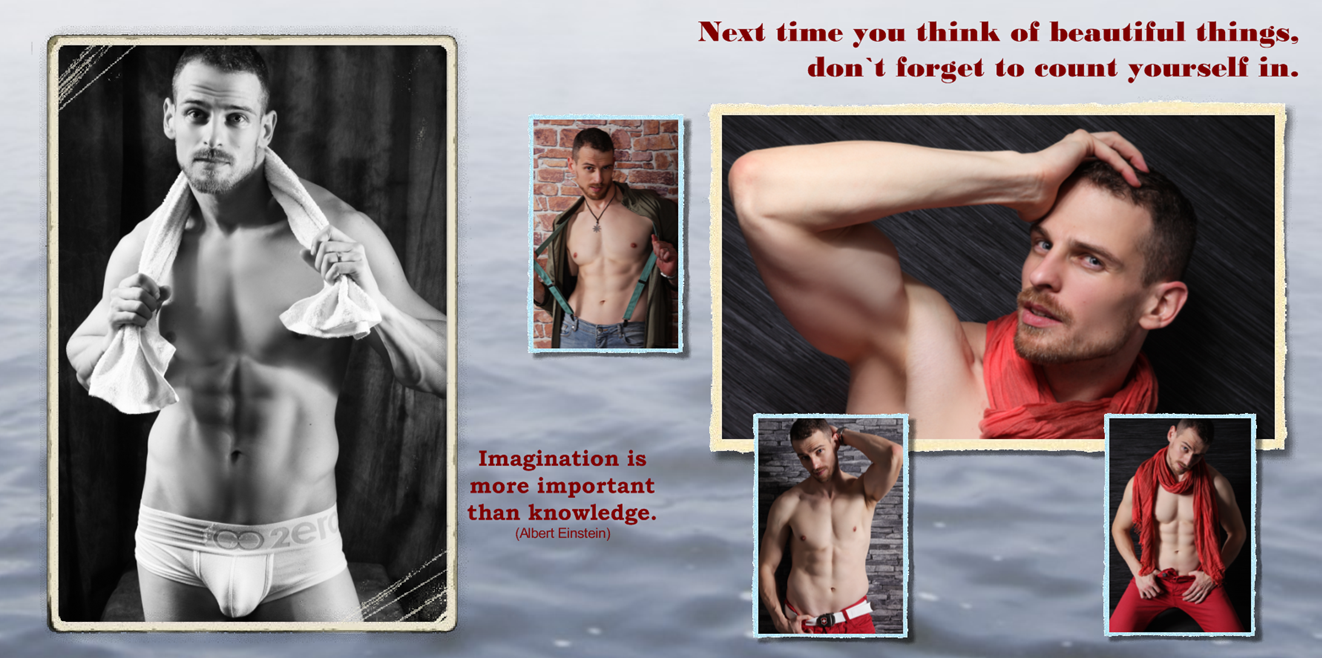 Next time you think of beautiful things,
don`t forget to count yourself in.
Imagination is
more important
than knowledge.
(Albert Einstein)